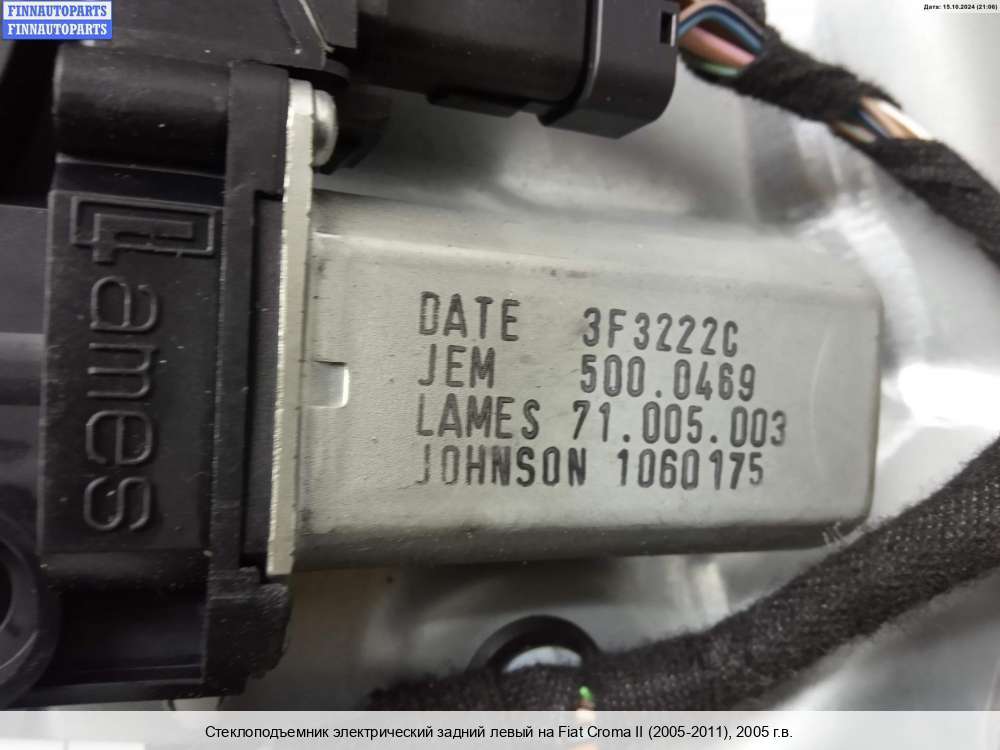 FINNAUTOPARTS
FINNAUTOPARTS
Дата: 15.10.2024 (21:06)
Lames
DATE 3F3222C
JEM 500.0469
LAMES 71.005.003
JOHNSON 1060175
Стеклоподъемник электрический задний левый на Fiat Croma II (2005-2011), 2005 г.в.